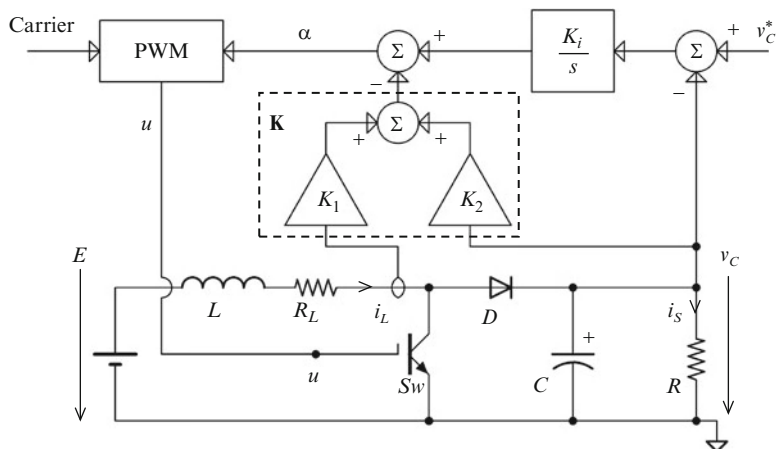 Carrier
PWM
α
Σ
+
−
K_i
s
Σ
+
−
v_C^*
u
K
Σ
+
+
K_1
K_2
E
L
R_L
i_L
D
i_S
v_C
u
Sw
C
+
R